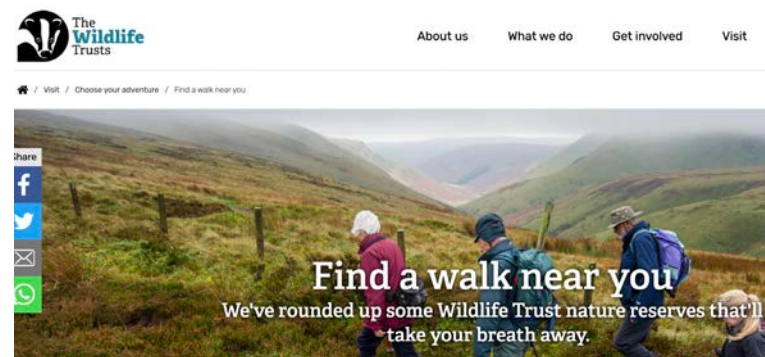 The
Wildlife
Trusts
About us
What we do
Get involved
Visit
/ Visit / Choose your adventure / Find a walk near you
Share
Find a walk near you
We've rounded up some Wildlife Trust nature reserves that'll
take your breath away.